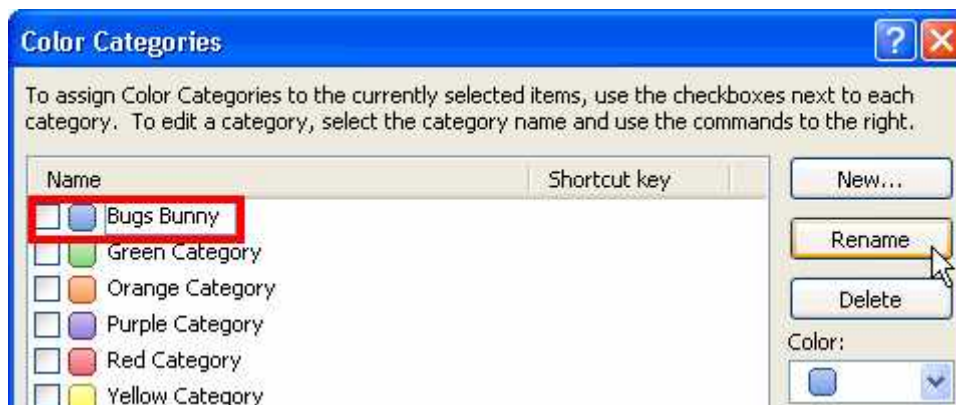 Color Categories
To assign Color Categories to the currently selected items, use the checkboxes next to each
category. To edit a category, select the category name and use the commands to the right.
Name Shortcut key
New...
Bugs Bunny
Rename
Green Category
Orange Category
Delete
Purple Category
Color:
Red Category
Yellow Category